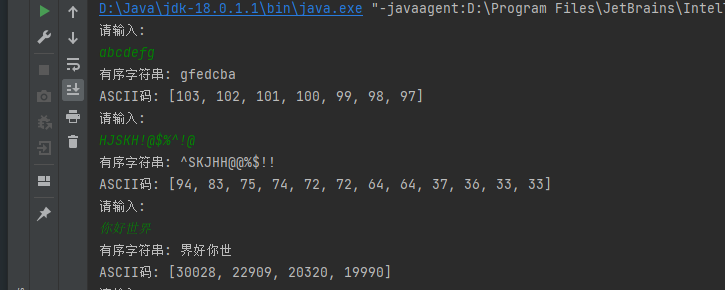 D:\Java\jdk-18.0.1.1\bin\java.exe "-javaagent:D:\Program Files\JetBrains\Intell
请输入:
abcdefg
有序字符串: gfedcba
ASCII码: [103, 102, 101, 100, 99, 98, 97]
请输入:
HJSKH!@$%^!@
有序字符串: ^SKJHH@@%$!!
ASCII码: [94, 83, 75, 74, 72, 72, 64, 64, 37, 36, 33, 33]
请输入:
你好世界
有序字符串: 界好你世
ASCII码: [30028, 22909, 20320, 19990]